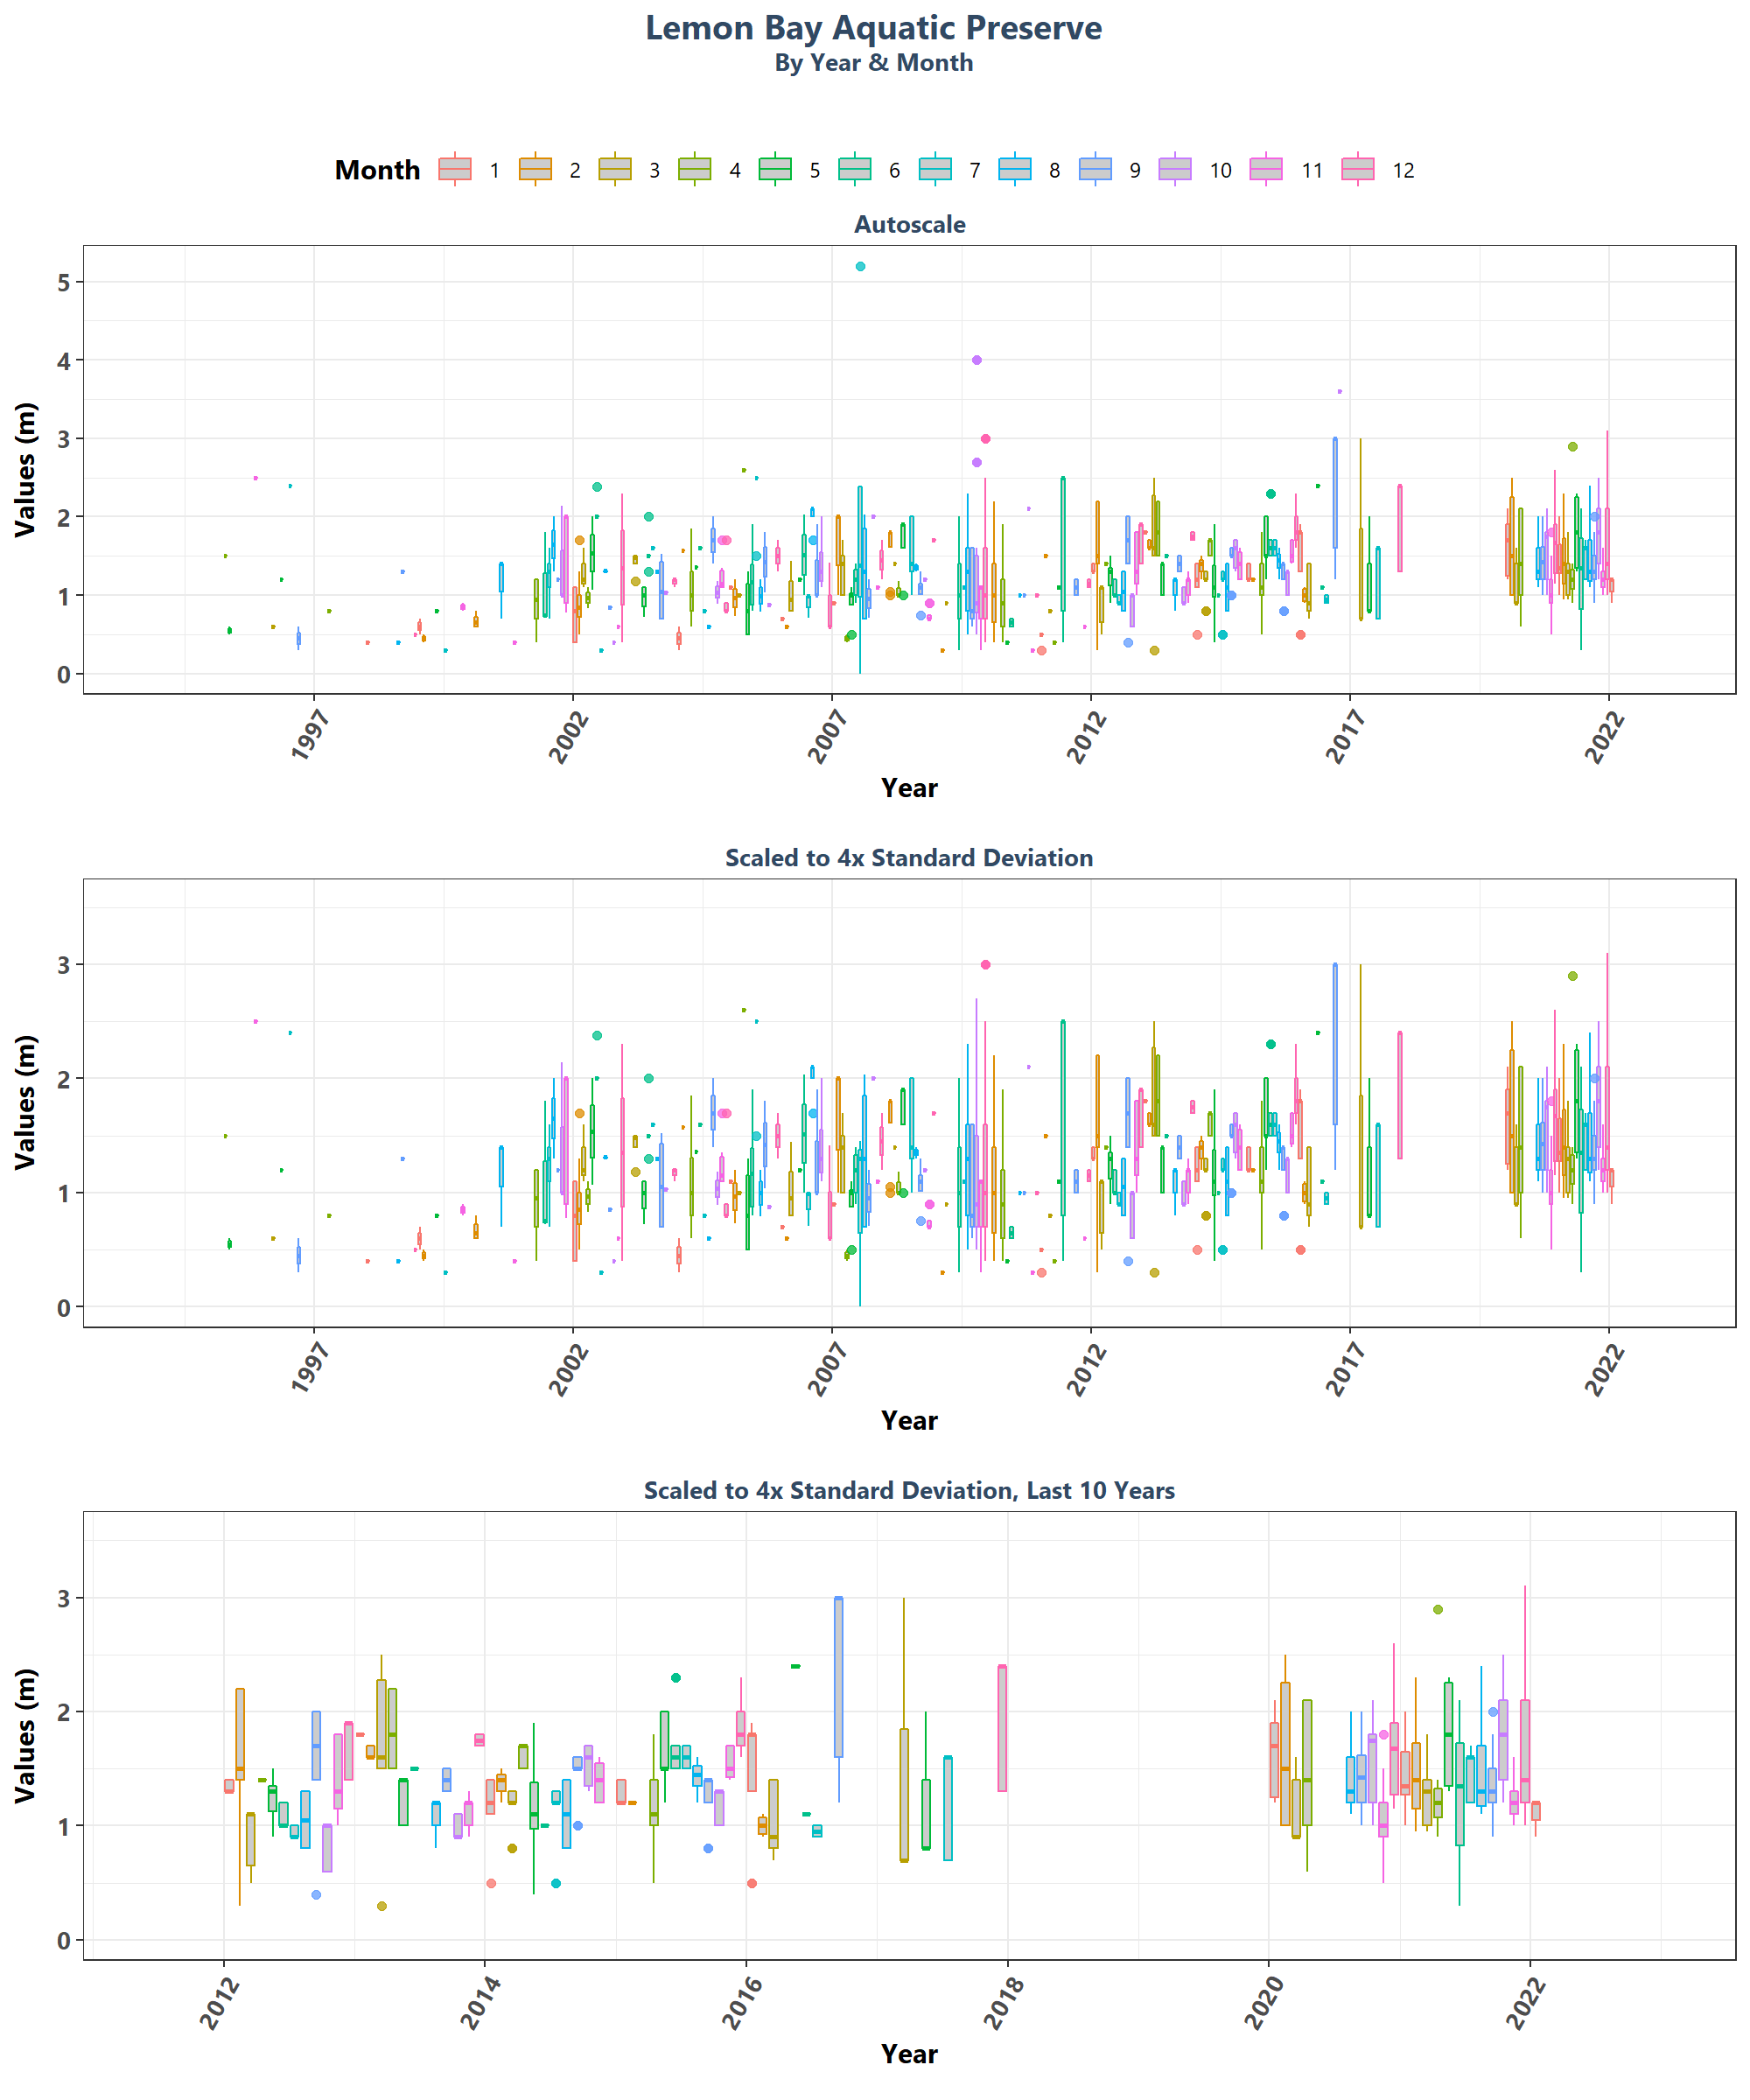 Lemon Bay Aquatic Preserve
By Year & Month
Month 1 2 3 4 5 6 7 8 9 10 11 12
Autoscale
Values (m)
5
4
3
2
1
0
1997 2002 2007 2012 2017 2022
Year
Scaled to 4x Standard Deviation
Values (m)
3
2
1
0
1997 2002 2007 2012 2017 2022
Year
Scaled to 4x Standard Deviation, Last 10 Years
Values (m)
3
2
1
0
2012 2014 2016 2018 2020 2022
Year